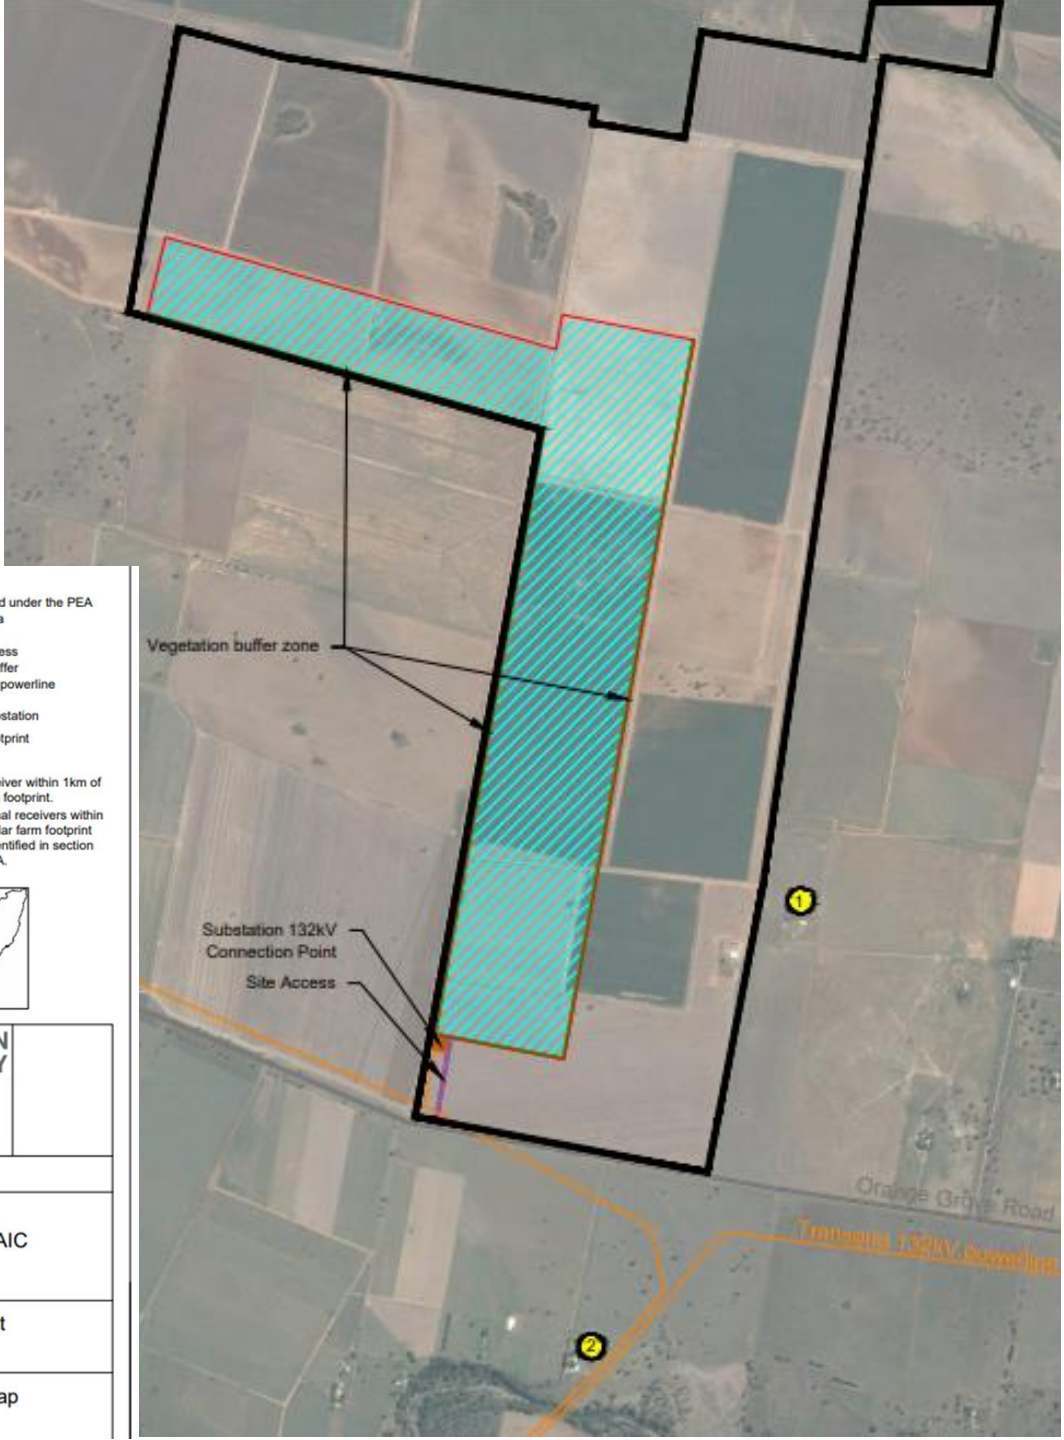 d under the PEA
a
ess
ffer
powerline
station
tprint
eiver within 1km of
footprint.
al receivers within
lar farm footprint
entified in section
A.
N
Y
AIC
t
ap
Vegetation buffer zone
Substation 132kV
Connection Point
Site Access
1
Orange Grove Road
Transgrid 132kV powerline
2